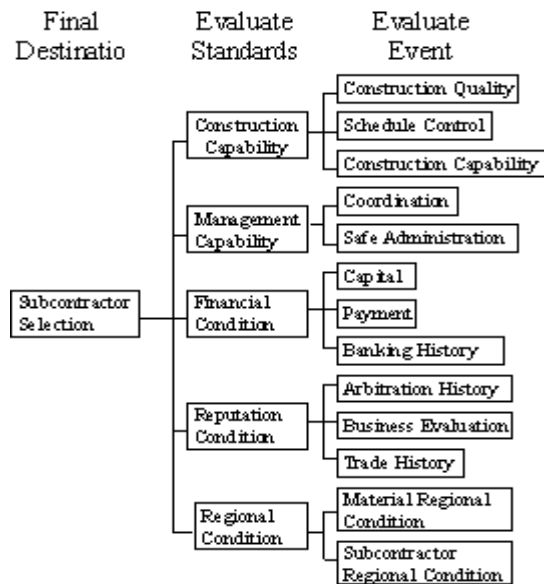 Final
Destinatio
Evaluate
Standards
Evaluate
Event
Subcontractor
Selection
Construction
Capability
Construction Quality
Schedule Control
Construction Capability
Management
Capability
Coordination
Safe Administration
Financial
Condition
Capital
Payment
Banking History
Reputation
Condition
Arbitration History
Business Evaluation
Trade History
Regional
Condition
Material Regional
Condition
Subcontractor
Regional Condition